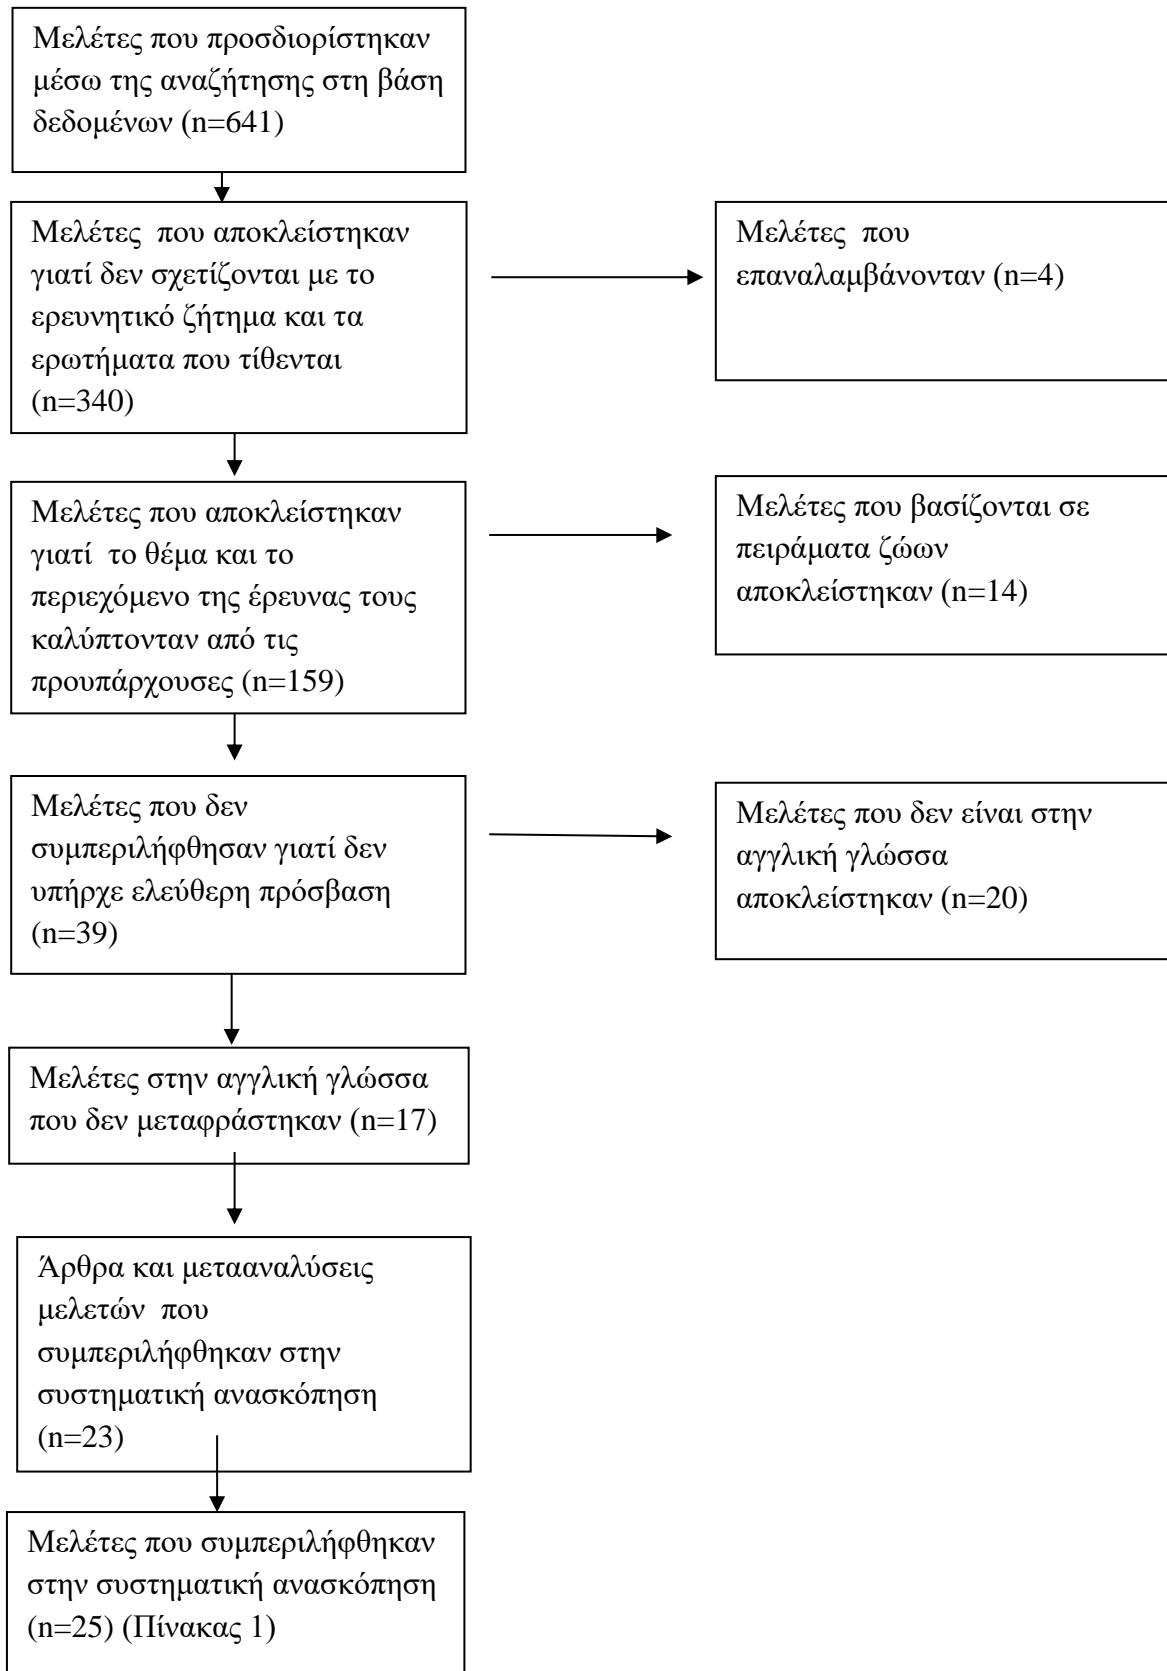 Μελέτες που προσδιορίστηκαν
μέσω της αναζήτησης στη βάση
δεδομένων (n=641)
Μελέτες που αποκλείστηκαν
γιατί δεν σχετίζονται με το
ερευνητικό ζήτημα και τα
ερωτήματα που τίθενται
(n=340)
Μελέτες που
επαναλαμβάνονταν (n=4)
Μελέτες που αποκλείστηκαν
γιατί το θέμα και το
περιεχόμενο της έρευνας τους
καλύπτονταν από τις
προυπάρχουσες (n=159)
Μελέτες που βασίζονται σε
πειράματα ζώων
αποκλείστηκαν (n=14)
Μελέτες που δεν
συμπεριλήφθησαν γιατί δεν
υπήρχε ελεύθερη πρόσβαση
(n=39)
Μελέτες που δεν είναι στην
αγγλική γλώσσα
αποκλείστηκαν (n=20)
Μελέτες στην αγγλική γλώσσα
που δεν μεταφράστηκαν (n=17)
Άρθρα και μετααναλύσεις
μελετών που
συμπεριλήφθηκαν στην
συστηματική ανασκόπηση
(n=23)
Μελέτες που συμπεριλήφθηκαν
στην συστηματική ανασκόπηση
(n=25) (Πίνακας 1)